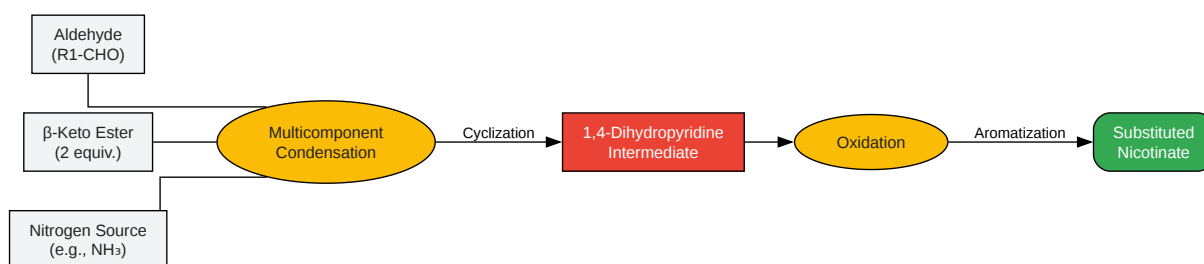 Aldehyde
(R1-CHO)
β-Keto Ester
(2 equiv.)
Nitrogen Source
(e.g., NH₃)
Multicomponent
Condensation
Cyclization
1,4-Dihydropyridine
Intermediate
Oxidation
Aromatization
Substituted
Nicotinate